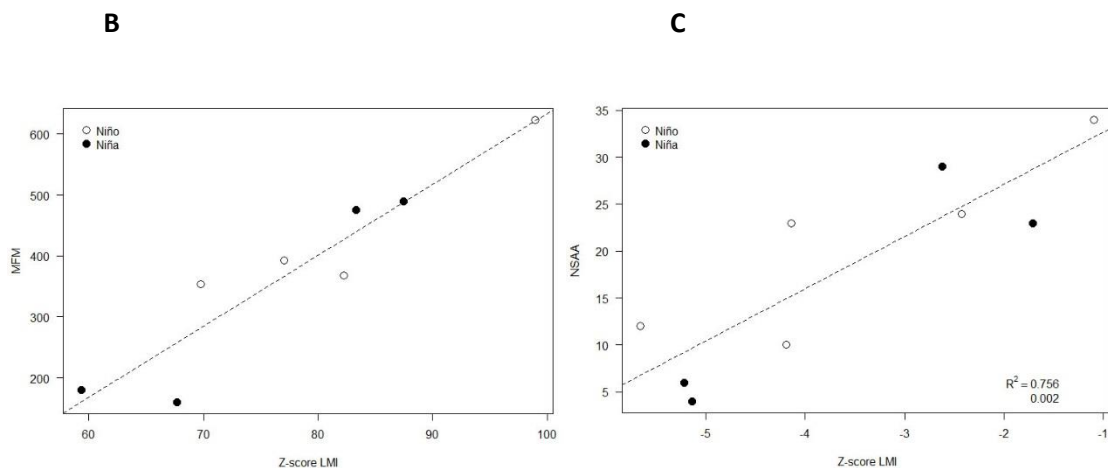 B
MFM
600
500
400
300
200
Niño
Niña
60 70 80 90 100
Z-score LMI
C
NSAA
35
30
25
20
15
10
5
Niño
Niña
R² = 0.756
0.002
-5 -4 -3 -2 -1
Z-score LMI